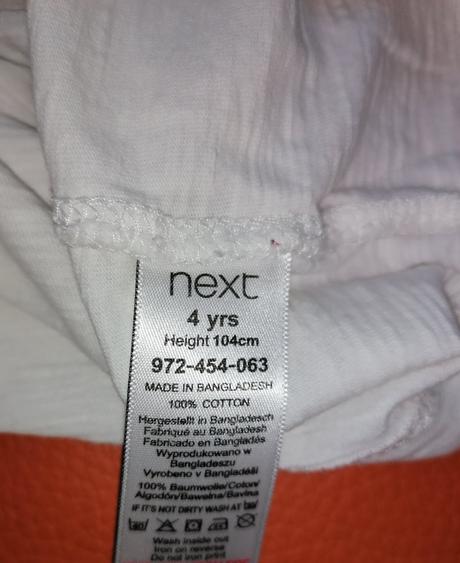 next
4 yrs
Height 104cm
972-454-063
MADE IN BANGLADESH
100% COTTON
Hergestellt in Bangladesch
Fabriqué au Bangladesh
Fabricado en Bangladés
Wyprodukowano w
Bangladeszu
Vyrobeno v Bangladéši
100% Baumwolle/Coton/
Algodón/Bawełna/Bavlna
IF IT'S NOT DIRTY WASH AT
Wash inside out
Iron on reverse
Do not iron print